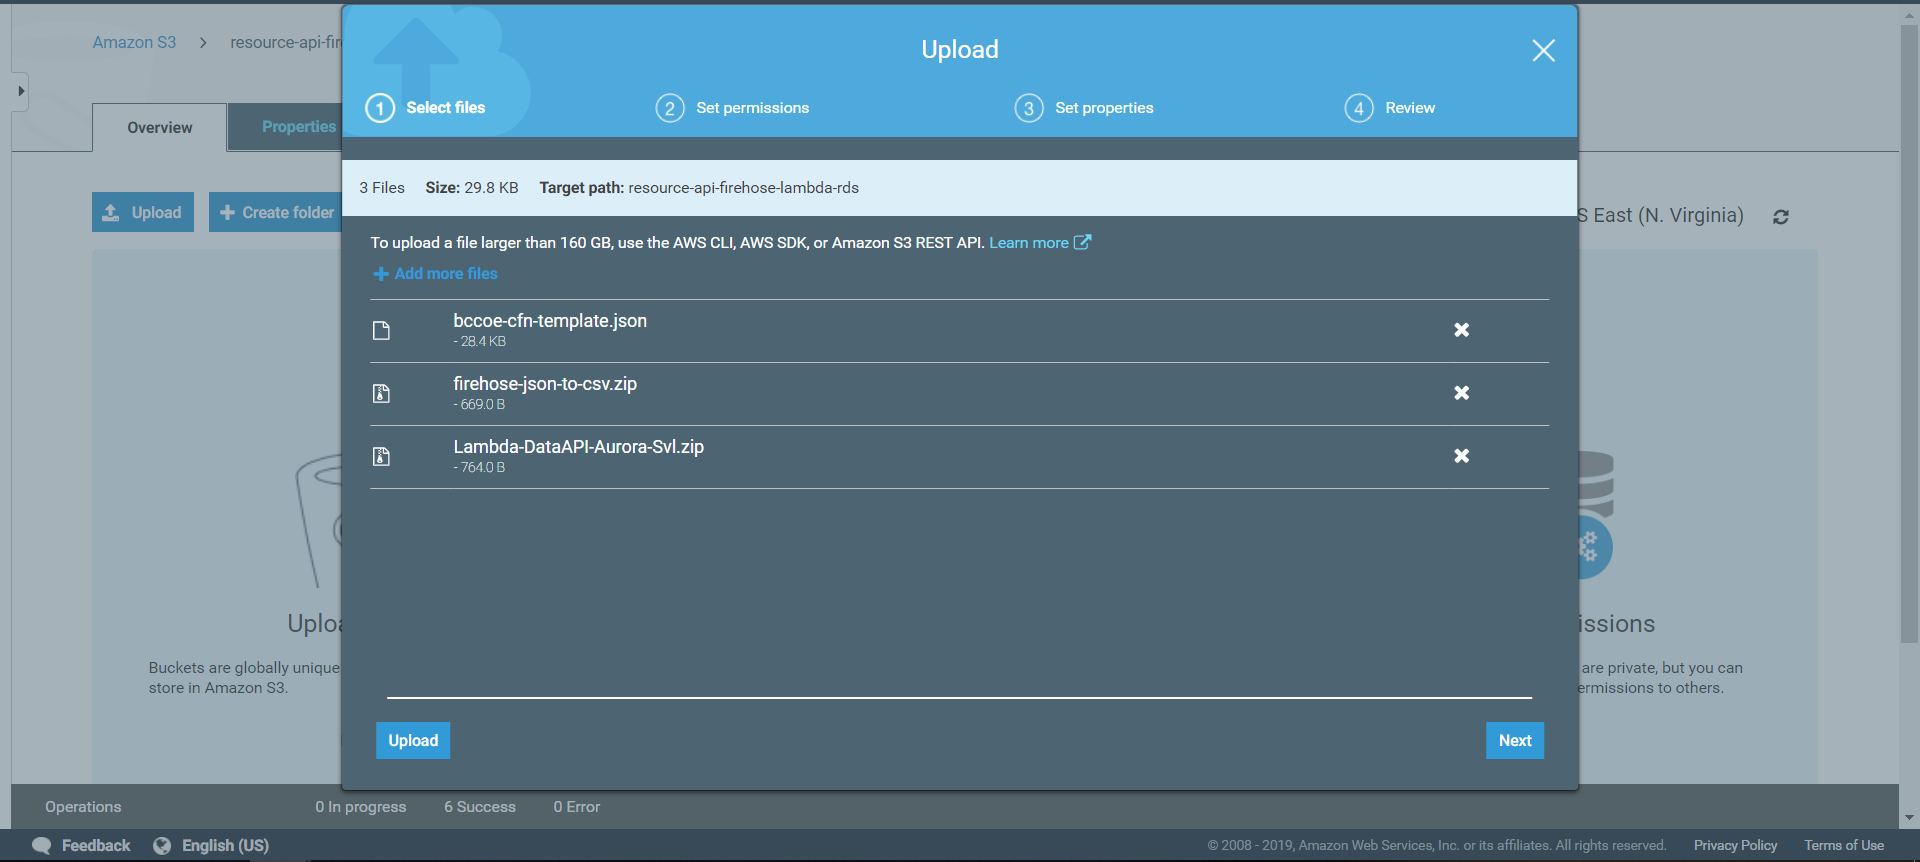 Amazon S3 > resource-api-fir
Upload
1 Select files
2 Set permissions
3 Set properties
4 Review
Overview
Properties
3 Files Size: 29.8 KB Target path: resource-api-firehose-lambda-rds
Upload
Create folder
S East (N. Virginia)
To upload a file larger than 160 GB, use the AWS CLI, AWS SDK, or Amazon S3 REST API. Learn more
Add more files
bccoe-cfn-template.json
- 28.4 KB
firehose-json-to-csv.zip
- 669.0 B
Lambda-DataAPI-Aurora-Svl.zip
- 764.0 B
Uploa
Buckets are globally unique
store in Amazon S3.
issions
are private, but you can
ermissions to others.
Upload
Next
Operations 0 In progress 6 Success 0 Error
Feedback English (US) © 2008 - 2019, Amazon Web Services, Inc. or its affiliates. All rights reserved. Privacy Policy Terms of Use